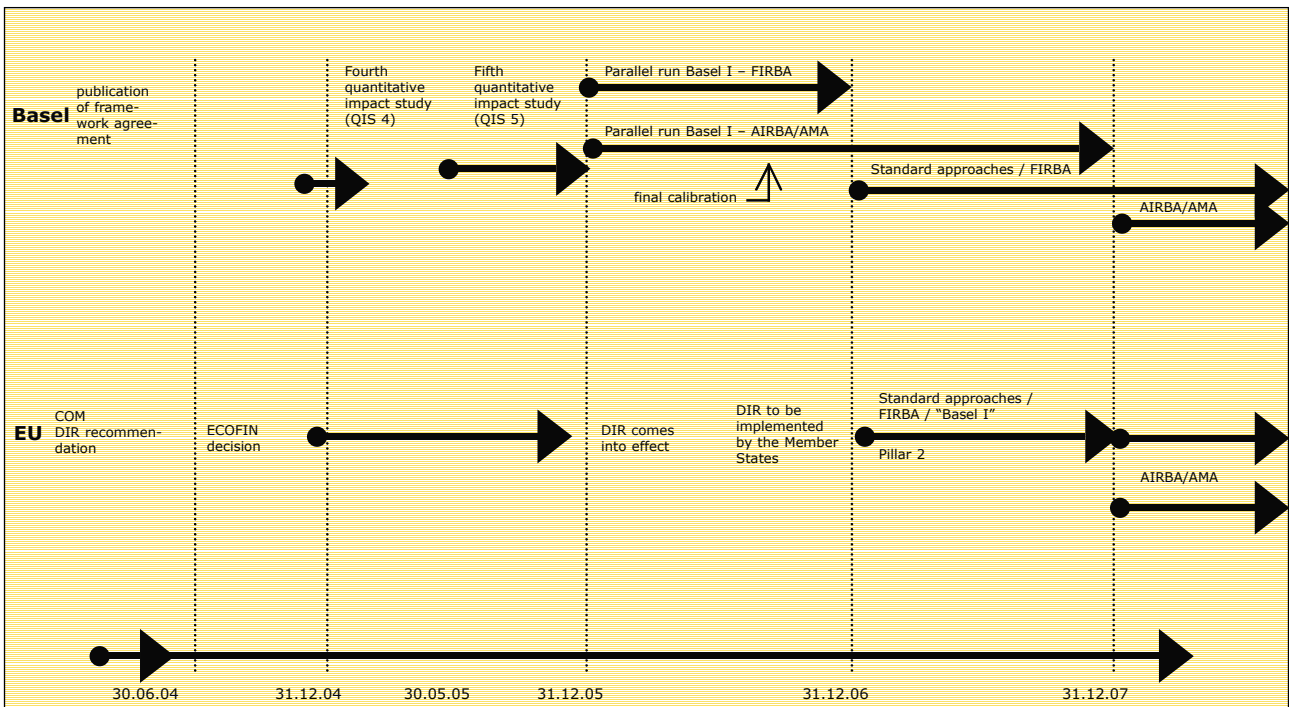 Basel
publication
of frame-
work agree-
ment
Fourth
quantitative
impact study
(QIS 4)
Fifth
quantitative
impact study
(QIS 5)
Parallel run Basel I – FIRBA
Parallel run Basel I – AIRBA/AMA
final calibration
Standard approaches / FIRBA
AIRBA/AMA
EU
COM
DIR recommen-
dation
ECOFIN
decision
DIR comes
into effect
DIR to be
implemented
by the Member
States
Standard approaches /
FIRBA / “Basel I”
Pillar 2
AIRBA/AMA
30.06.04
31.12.04
30.05.05
31.12.05
31.12.06
31.12.07